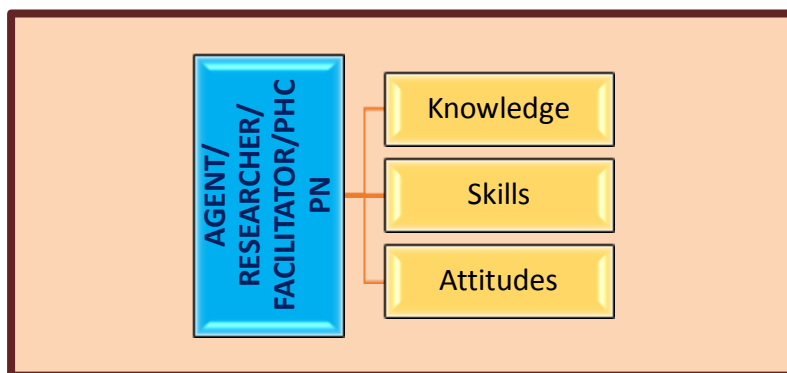 AGENT/
RESEARCHER/
FACILITATOR/PHC
PN
Knowledge
Skills
Attitudes